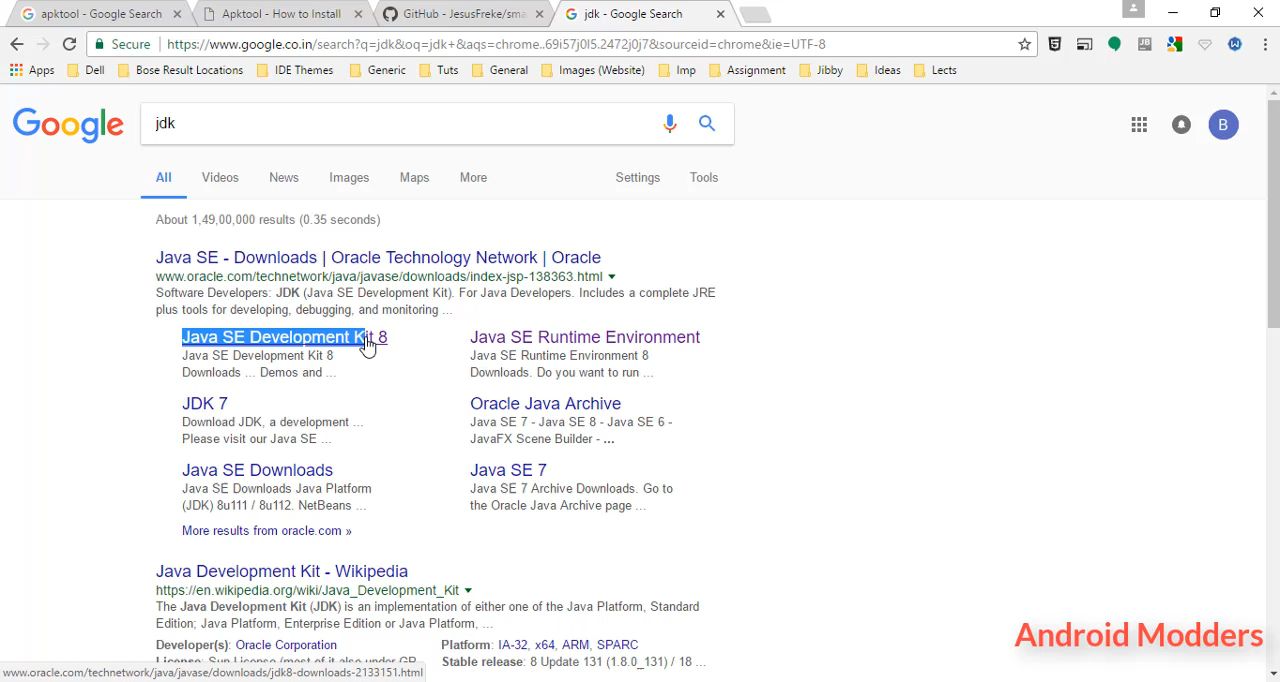 apktool - Google Search
Apktool - How to Install
GitHub - JesusFreke/sma
jdk - Google Search
Secure
https://www.google.co.in/search?q=jdk&oq=jdk+&aqs=chrome..69i57j0l5.2472j0j7&sourceid=chrome&ie=UTF-8
Apps
Dell
Bose Result Locations
IDE Themes
Generic
Tuts
General
Images (Website)
Imp
Assignment
Jibby
Ideas
Lects
Google
jdk
B
All
Videos
News
Images
Maps
More
Settings
Tools
About 1,49,00,000 results (0.35 seconds)
Java SE - Downloads | Oracle Technology Network | Oracle
www.oracle.com/technetwork/java/javase/downloads/index-jsp-138363.html
Software Developers: JDK (Java SE Development Kit). For Java Developers. Includes a complete JRE
plus tools for developing, debugging, and monitoring ...
Java SE Development Kit 8
Java SE Development Kit 8
Downloads ... Demos and ...
Java SE Runtime Environment
Java SE Runtime Environment 8
Downloads. Do you want to run ...
JDK 7
Download JDK, a development ...
Please visit our Java SE ...
Oracle Java Archive
Java SE 7 - Java SE 8 - Java SE 6 -
JavaFX Scene Builder - ...
Java SE Downloads
Java SE Downloads Java Platform
(JDK) 8u111 / 8u112. NetBeans ...
Java SE 7
Java SE 7 Archive Downloads. Go to
the Oracle Java Archive page ...
More results from oracle.com »
Java Development Kit - Wikipedia
https://en.wikipedia.org/wiki/Java_Development_Kit
The Java Development Kit (JDK) is an implementation of either one of the Java Platform, Standard
Edition; Java Platform, Enterprise Edition or Java Platform, ...
Developer(s): Oracle Corporation
Platform: IA-32, x64, ARM, SPARC
License: Sun License (most of it also under GP
Stable release: 8 Update 131 (1.8.0_131) / 18 ...
www.oracle.com/technetwork/java/javase/downloads/jdk8-downloads-2133151.html
Android Modders